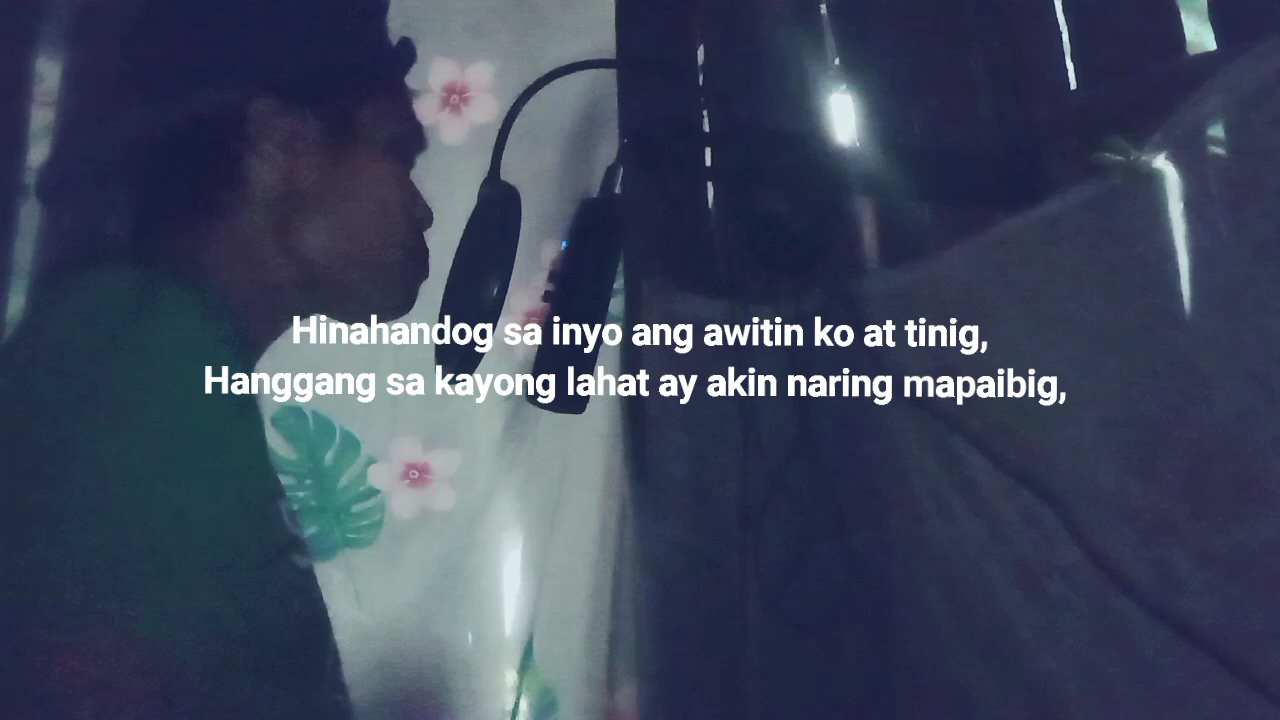 Hinahandog sa inyo ang awitin ko at tinig,
Hanggang sa kayong lahat ay akin naring mapaibig,